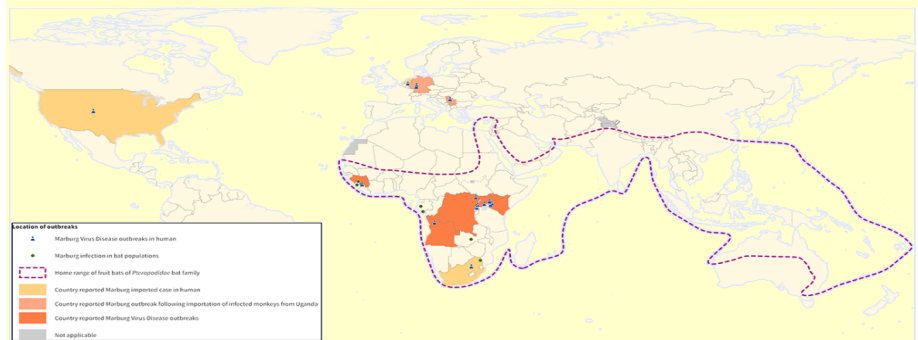 Location of outbreaks
Marburg Virus Disease outbreaks in human
Marburg infection in bat populations
Home range of fruit bats of Pteropodidae bat family
Country reported Marburg imported case in human
Country reported Marburg outbreak following importation of infected monkeys from Uganda
Country reported Marburg Virus Disease outbreaks
Not applicable